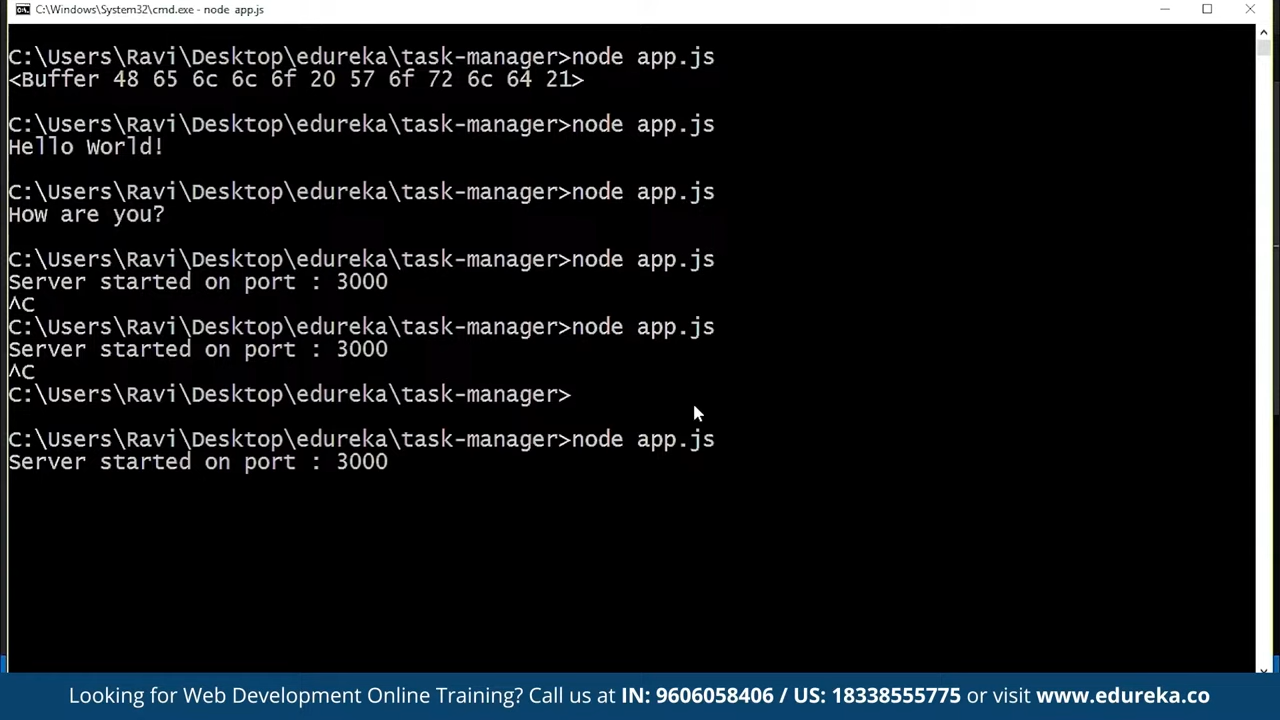 C:\Windows\System32\cmd.exe - node app.js
C:\Users\Ravi\Desktop\edureka\task-manager>node app.js
<Buffer 48 65 6c 6c 6f 20 57 6f 72 6c 64 21>
C:\Users\Ravi\Desktop\edureka\task-manager>node app.js
Hello World!
C:\Users\Ravi\Desktop\edureka\task-manager>node app.js
How are you?
C:\Users\Ravi\Desktop\edureka\task-manager>node app.js
Server started on port : 3000
^C
C:\Users\Ravi\Desktop\edureka\task-manager>node app.js
Server started on port : 3000
^C
C:\Users\Ravi\Desktop\edureka\task-manager>
C:\Users\Ravi\Desktop\edureka\task-manager>node app.js
Server started on port : 3000
Looking for Web Development Online Training? Call us at IN: 9606058406 / US: 18338555775 or visit www.edureka.co